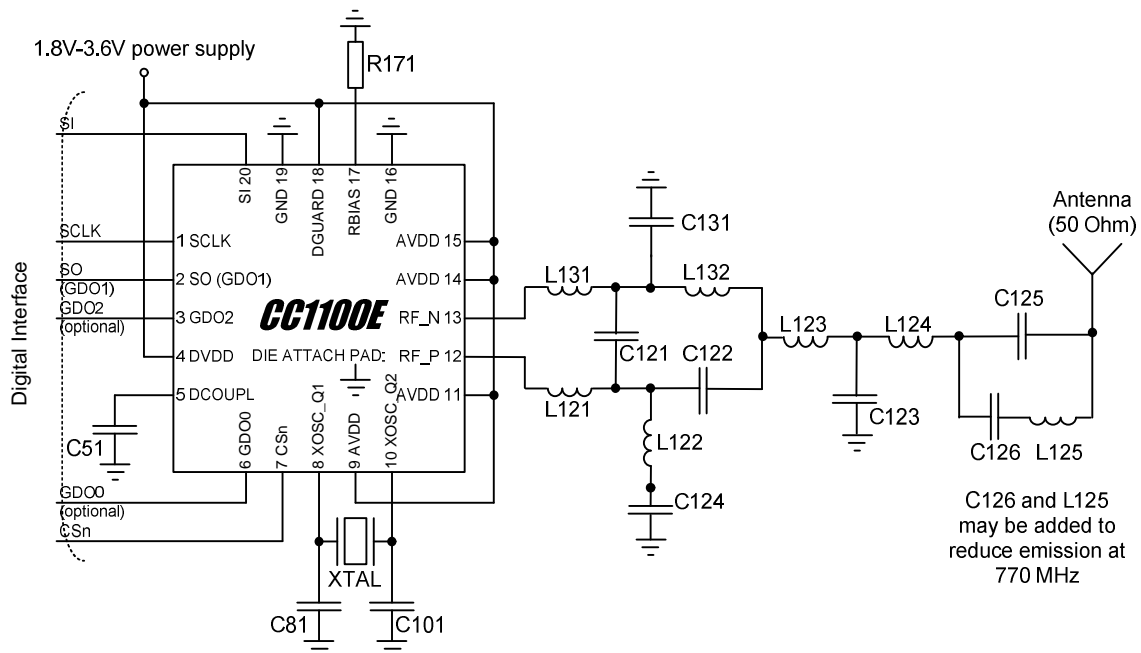 1.8V-3.6V power supply
R171
SI
SI 20
GND 19
DGUARD 18
RBIAS 17
GND 16
Antenna
(50 Ohm)
C131
SCLK
1 SCLK
AVDD 15
SO
(GDO1)
2 SO (GDO1)
AVDD 14
L131
L132
C125
GDO2
(optional)
3 GDO2
CC1100E
RF_N 13
L123
L124
C121
C122
4 DVDD
DIE ATTACH PAD:
RF_P 12
Digital Interface
5 DCOUPL
AVDD 11
L121
C123
C51
6 GDO0
7 CSn
8 XOSC_Q1
9 AVDD
10 XOSC_Q2
L122
C126
L125
GDO0
(optional)
C124
CSn
XTAL
C81
C101
C126 and L125
may be added to
reduce emission at
770 MHz